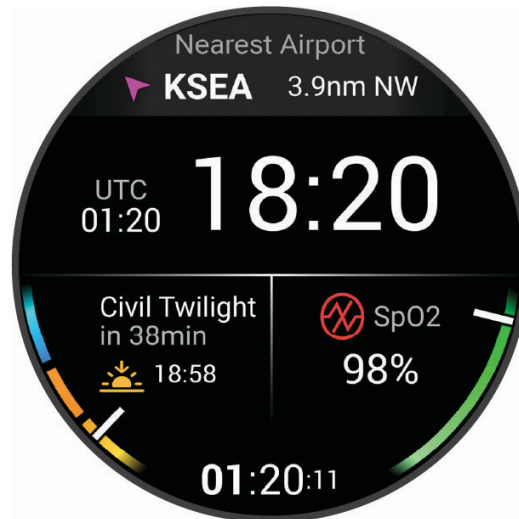 Nearest Airport
KSEA 3.9nm NW
UTC
01:20
18:20
Civil Twilight
in 38min
18:58
SpO2
98%
01:20:11